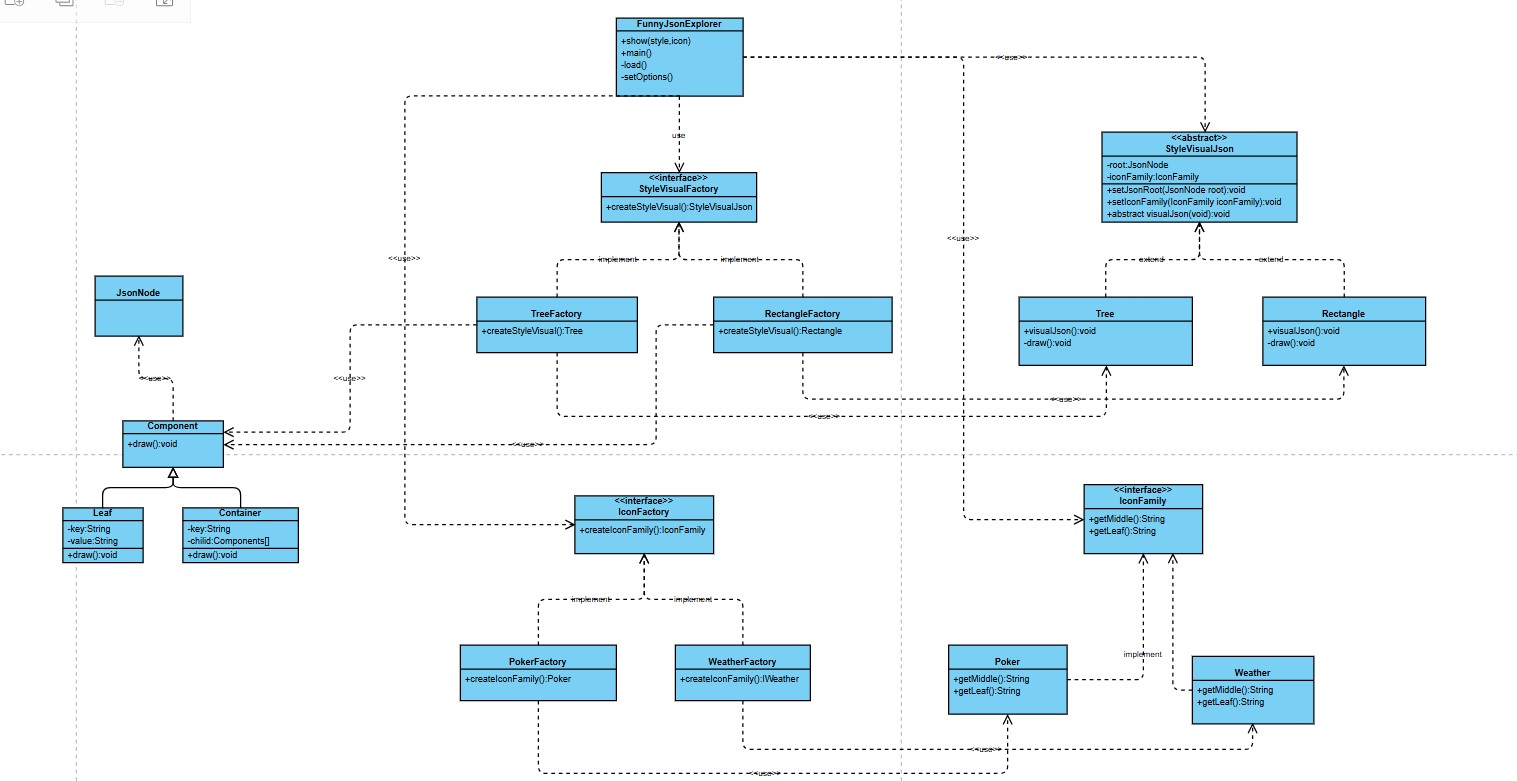 FunnyJsonExplorer
+show(style,icon)
+main()
-load()
-setOptions()
<<use>>
use
<<abstract>>
StyleVisualJson
-root:JsonNode
-iconFamily:IconFamily
+setJsonRoot(JsonNode root):void
+setIconFamily(IconFamily iconFamily):void
+abstract visualJson(void):void
<<interface>>
StyleVisualFactory
+createStyleVisual():StyleVisualJson
<<use>>
<<use>>
implement
implement
extend
extend
JsonNode
TreeFactory
+createStyleVisual():Tree
RectangleFactory
+createStyleVisual():Rectangle
Tree
+visualJson():void
-draw():void
Rectangle
+visualJson():void
-draw():void
<<use>>
<<use>>
<<use>>
<<use>>
<<use>>
Component
+draw():void
Leaf
-key:String
-value:String
+draw():void
Container
-key:String
-chilid:Components[]
+draw():void
<<interface>>
IconFactory
+createIconFamily():IconFamily
<<interface>>
IconFamily
+getMiddle():String
+getLeaf():String
implement
implement
PokerFactory
+createIconFamily():Poker
WeatherFactory
+createIconFamily():IWeather
Poker
+getMiddle():String
+getLeaf():String
implement
Weather
+getMiddle():String
+getLeaf():String
<<use>>
<<use>>